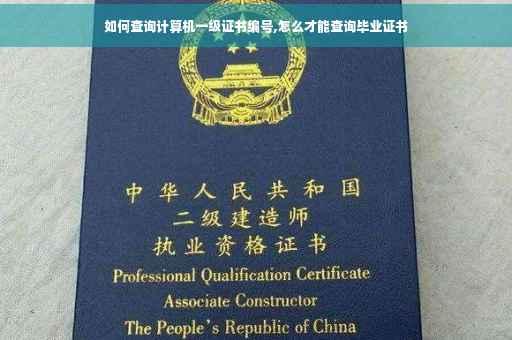 如何查询计算机一级证书编号,怎么才能查询毕业证书
中华人民共和国
二级建造师
执业资格证书
Professional Qualification Certificate
Associate Constructor
The People's Republic of China